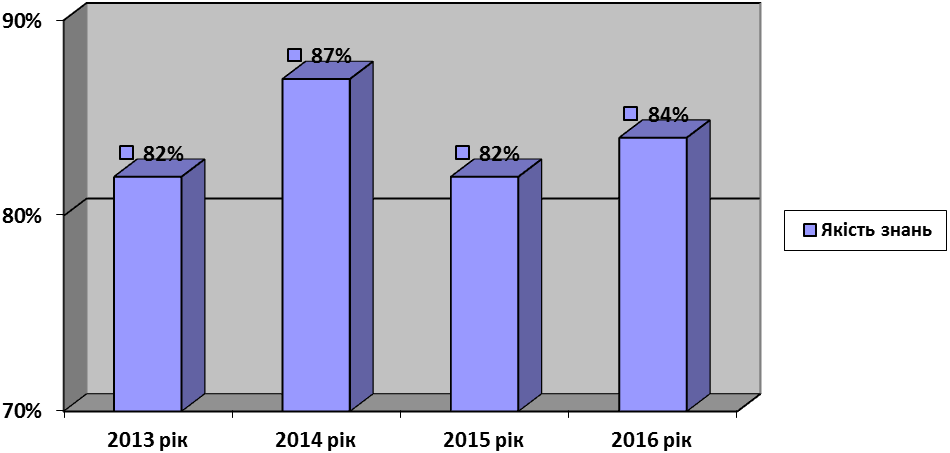 90%
87%
84%
82%
82%
80%
Якість знань
70%
2013 рік
2014 рік
2015 рік
2016 рік